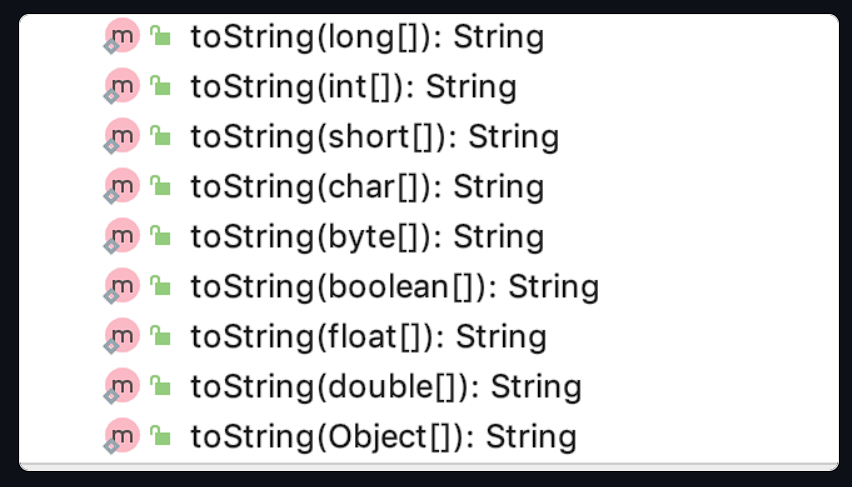 m toString(long[]): String
m toString(int[]): String
m toString(short[]): String
m toString(char[]): String
m toString(byte[]): String
m toString(boolean[]): String
m toString(float[]): String
m toString(double[]): String
m toString(Object[]): String